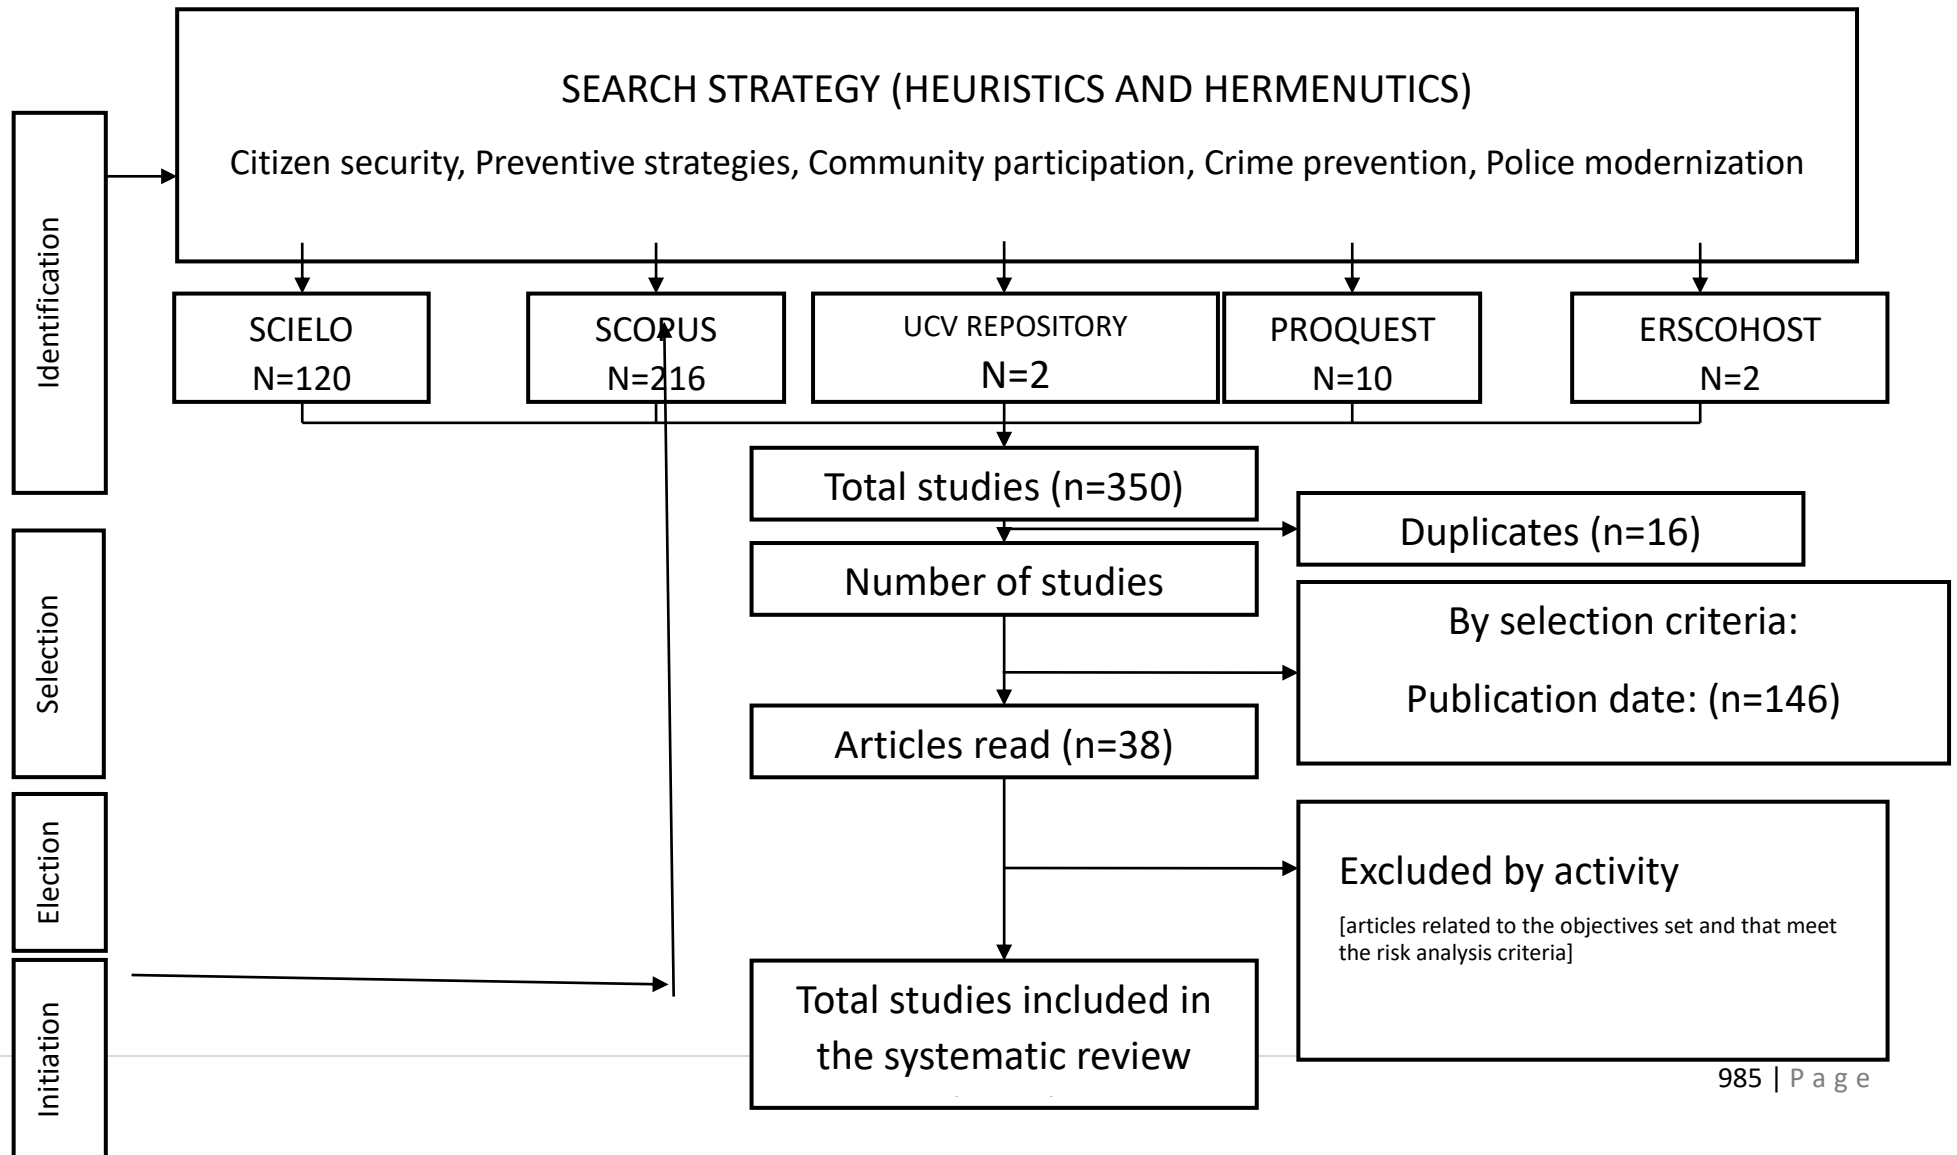 SEARCH STRATEGY (HEURISTICS AND HERMENUTICS)
Citizen security, Preventive strategies, Community participation, Crime prevention, Police modernization
Identification
SCIELO
N=120
SCOPUS
N=216
UCV REPOSITORY
N=2
PROQUEST
N=10
ERSCOHOST
N=2
Total studies (n=350)
Duplicates (n=16)
Selection
Number of studies
By selection criteria:
Publication date: (n=146)
Articles read (n=38)
Election
Excluded by activity
[articles related to the objectives set and that meet
the risk analysis criteria]
Initiation
Total studies included in
the systematic review
985 | P a g e